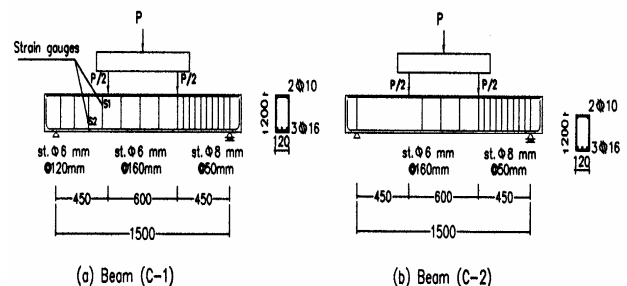 P
Strain gauges
P/2 P/2
S1
S2
2Φ10
3Φ16
200
120
st.Φ6 mm st.Φ6 mm st.Φ8 mm
@120mm @160mm @50mm
450 600 450
1500
(a) Beam (C-1)
P
P/2 P/2
2Φ10
3Φ16
200
120
st.Φ6 mm st.Φ8 mm
@160mm @50mm
450 600 450
1500
(b) Beam (C-2)